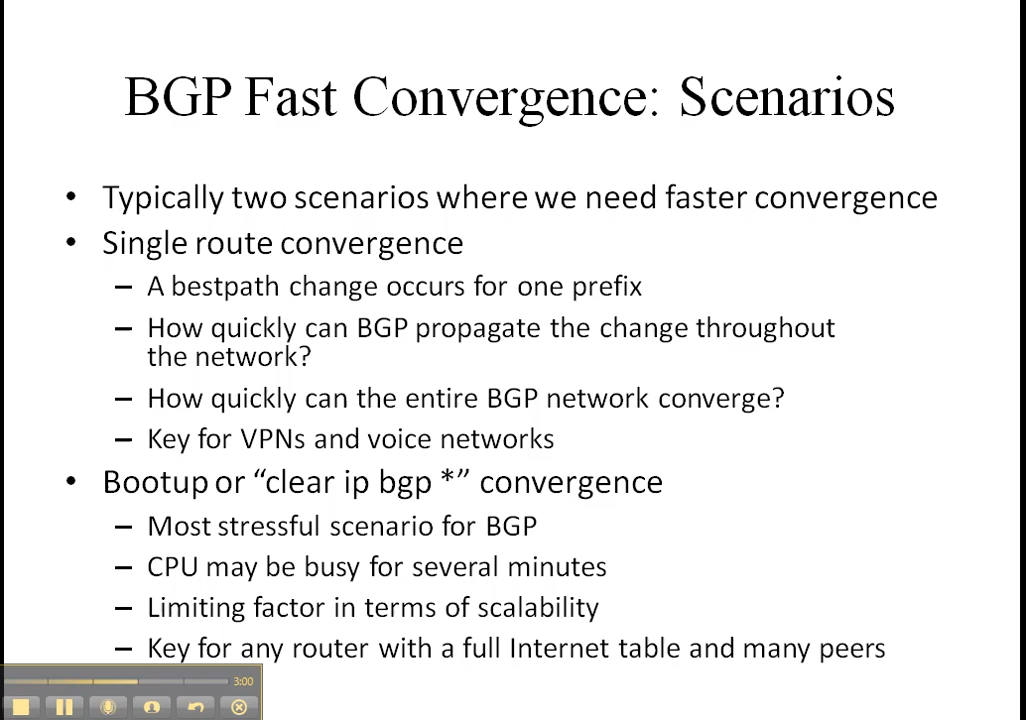 BGP Fast Convergence: Scenarios
• Typically two scenarios where we need faster convergence
• Single route convergence
– A bestpath change occurs for one prefix
– How quickly can BGP propagate the change throughout
the network?
– How quickly can the entire BGP network converge?
– Key for VPNs and voice networks
• Bootup or “clear ip bgp *” convergence
– Most stressful scenario for BGP
– CPU may be busy for several minutes
– Limiting factor in terms of scalability
– Key for any router with a full Internet table and many peers
3:00